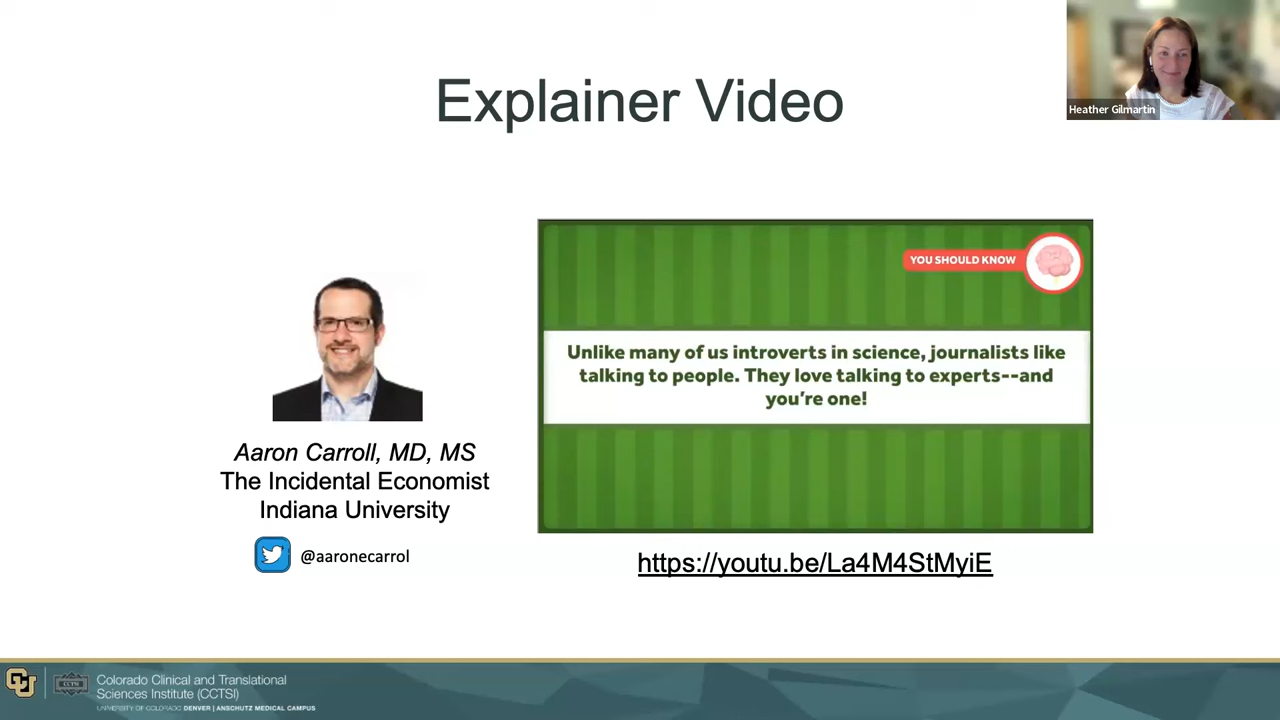 Explainer Video
Heather Gilmartin
YOU SHOULD KNOW
Unlike many of us introverts in science, journalists like
talking to people. They love talking to experts--and
you're one!
Aaron Carroll, MD, MS
The Incidental Economist
Indiana University
@aaronecarrol
https://youtu.be/La4M4StMyiE
CU
CCTSI
Colorado Clinical and Translational
Sciences Institute (CCTSI)
UNIVERSITY OF COLORADO DENVER | ANSCHUTZ MEDICAL CAMPUS